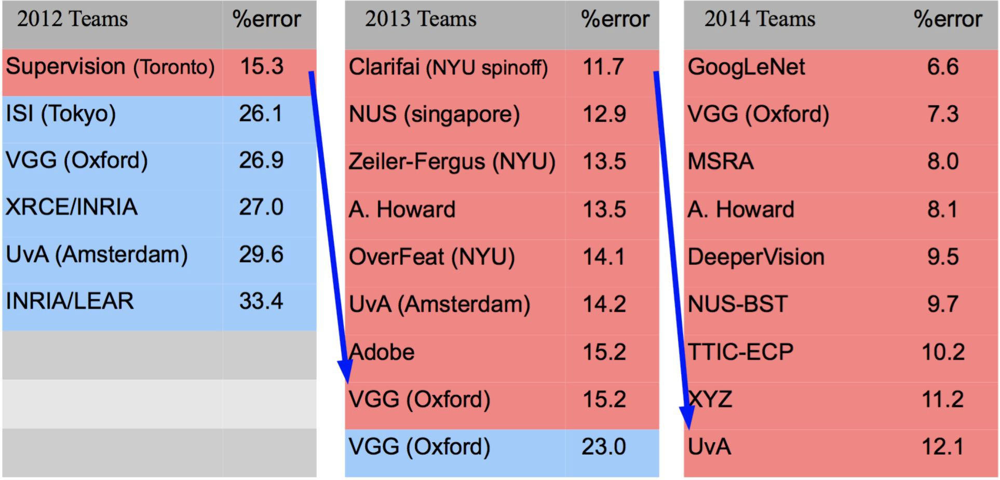 2012 Teams %error
Supervision (Toronto) 15.3
ISI (Tokyo) 26.1
VGG (Oxford) 26.9
XRCE/INRIA 27.0
UvA (Amsterdam) 29.6
INRIA/LEAR 33.4
2013 Teams %error
Clarifai (NYU spinoff) 11.7
NUS (singapore) 12.9
Zeiler-Fergus (NYU) 13.5
A. Howard 13.5
OverFeat (NYU) 14.1
UvA (Amsterdam) 14.2
Adobe 15.2
VGG (Oxford) 15.2
VGG (Oxford) 23.0
2014 Teams %error
GoogLeNet 6.6
VGG (Oxford) 7.3
MSRA 8.0
A. Howard 8.1
DeeperVision 9.5
NUS-BST 9.7
TTIC-ECP 10.2
XYZ 11.2
UvA 12.1